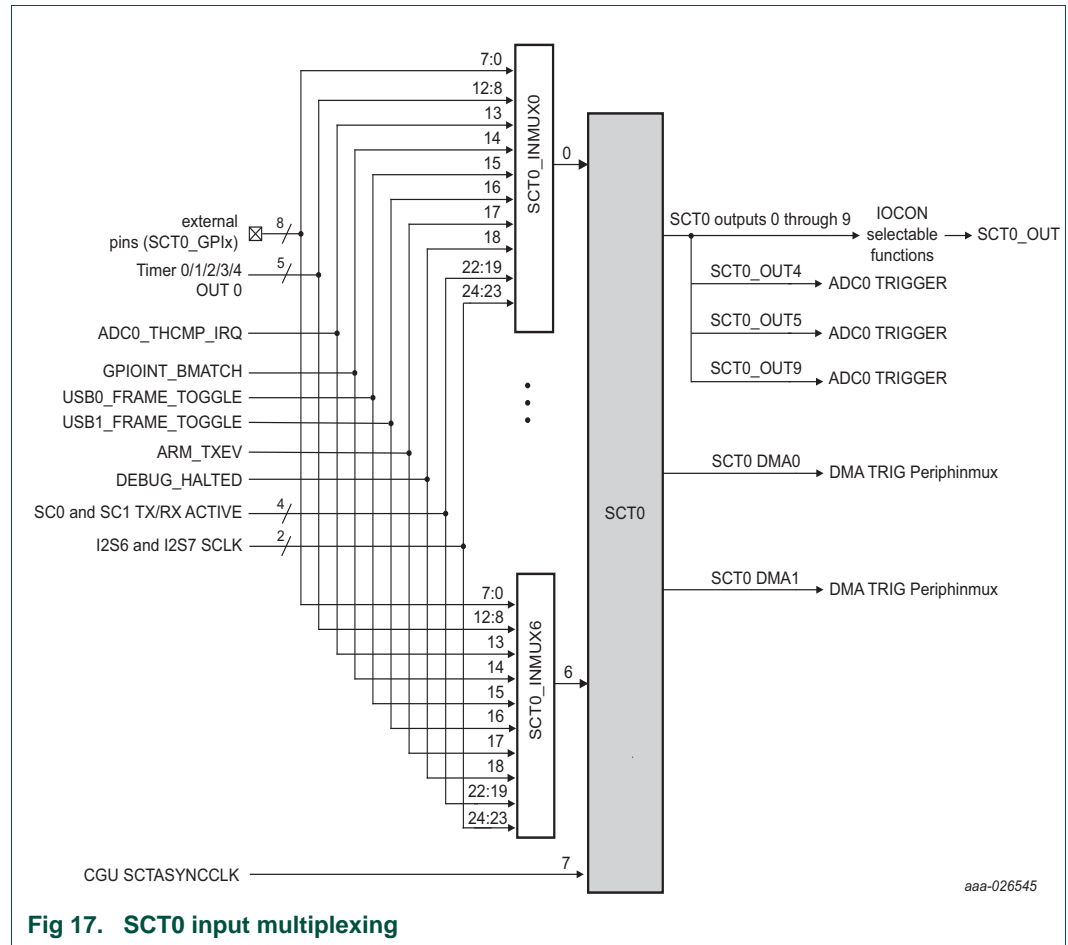 7:0
12:8
13
14
15
16
17
18
22:19
24:23
SCT0_INMUX0
0
external
pins (SCT0_GPIx)
8
Timer 0/1/2/3/4
OUT 0
5
ADC0_THCMP_IRQ
GPIOINT_BMATCH
USB0_FRAME_TOGGLE
USB1_FRAME_TOGGLE
ARM_TXEV
DEBUG_HALTED
SC0 and SC1 TX/RX ACTIVE
4
I2S6 and I2S7 SCLK
2
SCT0 outputs 0 through 9
IOCON
selectable
functions
SCT0_OUT
SCT0_OUT4
ADC0 TRIGGER
SCT0_OUT5
ADC0 TRIGGER
SCT0_OUT9
ADC0 TRIGGER
SCT0 DMA0
DMA TRIG Periphinmux
SCT0
SCT0 DMA1
DMA TRIG Periphinmux
7:0
12:8
13
14
15
16
17
18
22:19
24:23
SCT0_INMUX6
6
CGU SCTASYNCCLK
7
aaa-026545
Fig 17. SCT0 input multiplexing